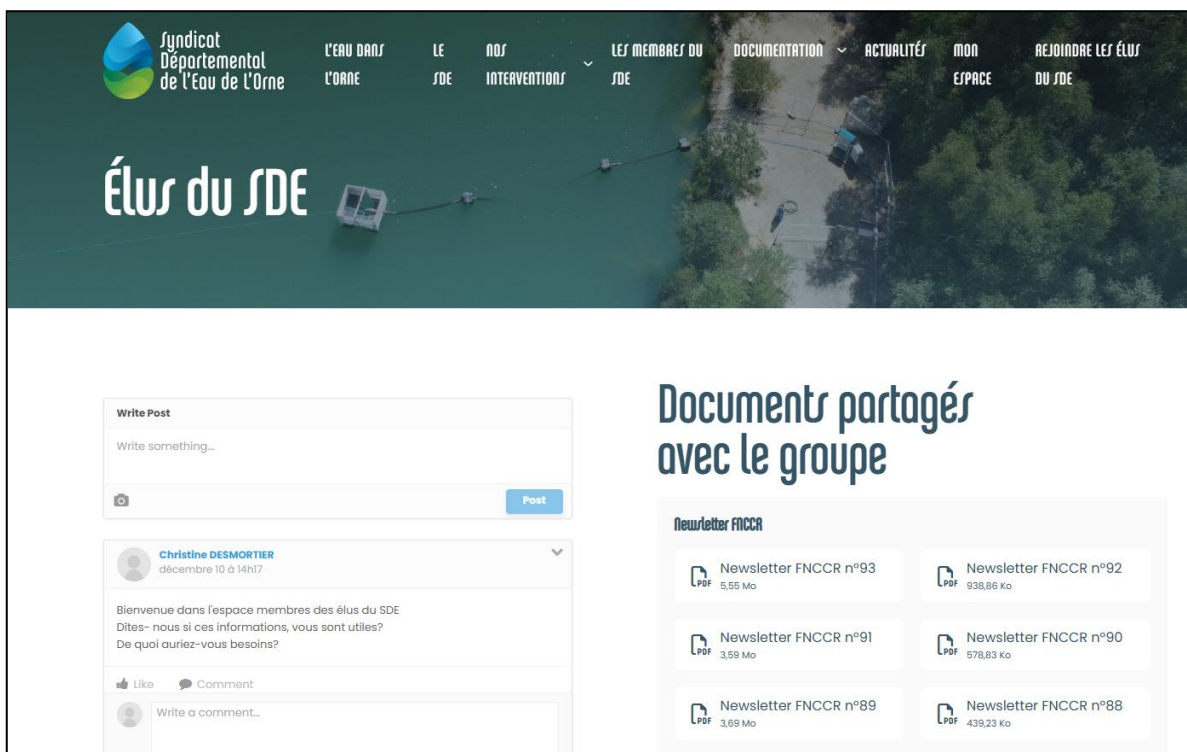 Syndicat
Départemental
de l'Eau de l'Orne
L'EAU DANS
L'ORNE
LE
SDE
NOS
INTERVENTIONS
LES MEMBRES DU
SDE
DOCUMENTATION
ACTUALITÉS
MON
ESPACE
REJOINDRE LES ÉLUS
DU SDE
Élus du SDE
Write Post
Write something...
Post
Christine DESMORTIER
décembre 10 à 14h17
Bienvenue dans l'espace membres des élus du SDE
Dîtes- nous si ces informations, vous sont utiles?
De quoi auriez-vous besoins?
Like
Comment
Write a comment...
Documents partagés
avec le groupe
Newsletter FNCCR
PDF
Newsletter FNCCR n°93
5,55 Mo
PDF
Newsletter FNCCR n°92
938,86 Ko
PDF
Newsletter FNCCR n°91
3,59 Mo
PDF
Newsletter FNCCR n°90
578,83 Ko
PDF
Newsletter FNCCR n°89
3,69 Mo
PDF
Newsletter FNCCR n°88
439,23 Ko